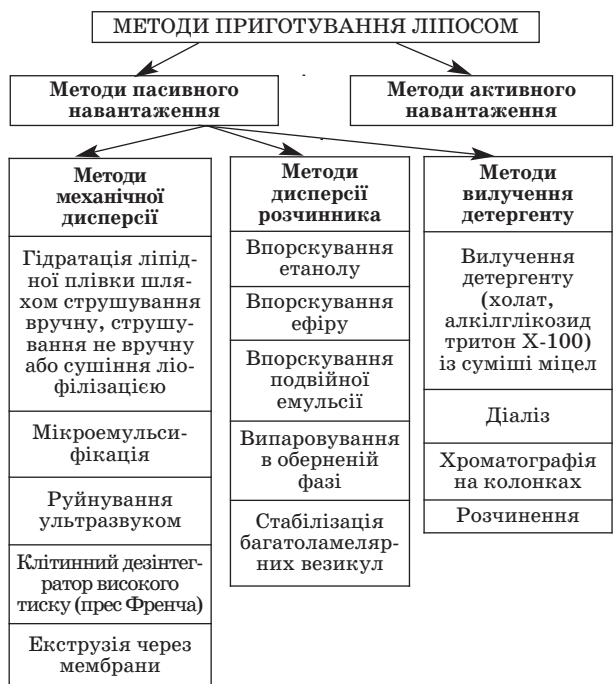 МЕТОДИ ПРИГОТУВАННЯ ЛІПОСОМ
Методи пасивного
навантаження
Методи активного
навантаження
Методи
механічної
дисперсії
Гідратація ліпід-
ної плівки шля-
хом струшування
вручну, струшу-
вання не вручну
або сушіння ліо-
філізацією
Мікроемульси-
фікація
Руйнування
ультразвуком
Клітинний дезінтег-
ратор високого
тиску (прес Френча)
Екструзія через
мембрани
Методи
дисперсії
розчинника
Впорскування
етанолу
Впорскування
ефіру
Впорскування
подвійної
емульсії
Випаровування
в оберненій
фазі
Стабілізація
багатоламеляр-
них везикул
Методи
вилучення
детергенту
Вилучення
детергенту
(холат,
алкілглікозид
тритон X-100)
із суміші міцел
Діаліз
Хроматографія
на колонках
Розчинення